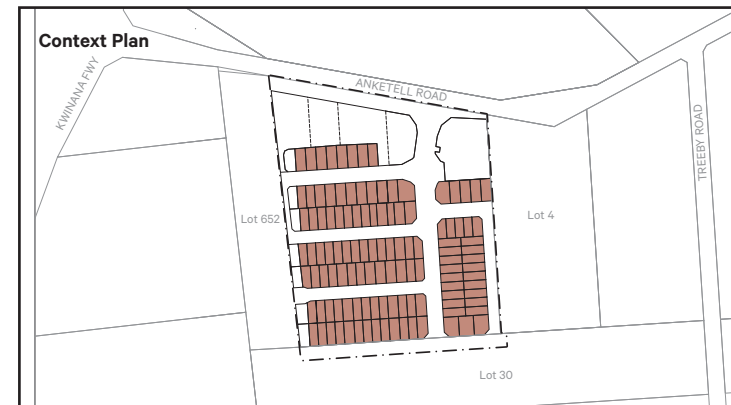 Context Plan
KWINANA FWY
ANKETELL ROAD
TREEBY ROAD
Lot 652
Lot 4
Lot 30